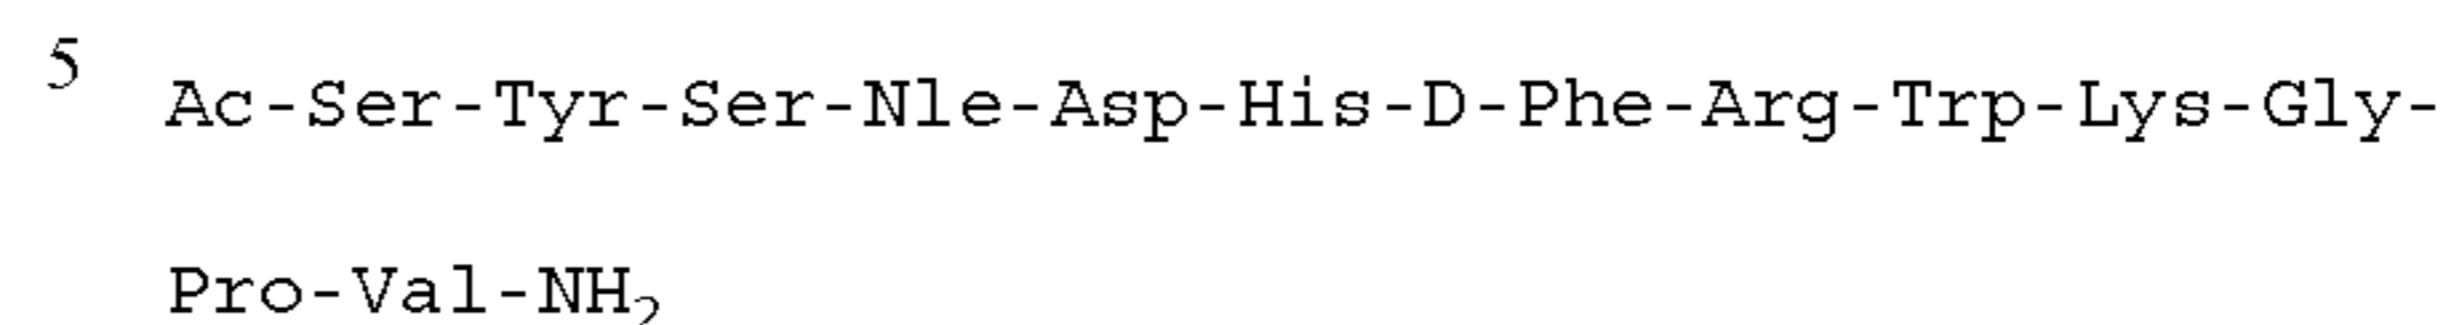 5 Ac-Ser-Tyr-Ser-Nle-Asp-His-D-Phe-Arg-Trp-Lys-Gly-
Pro-Val-NH₂